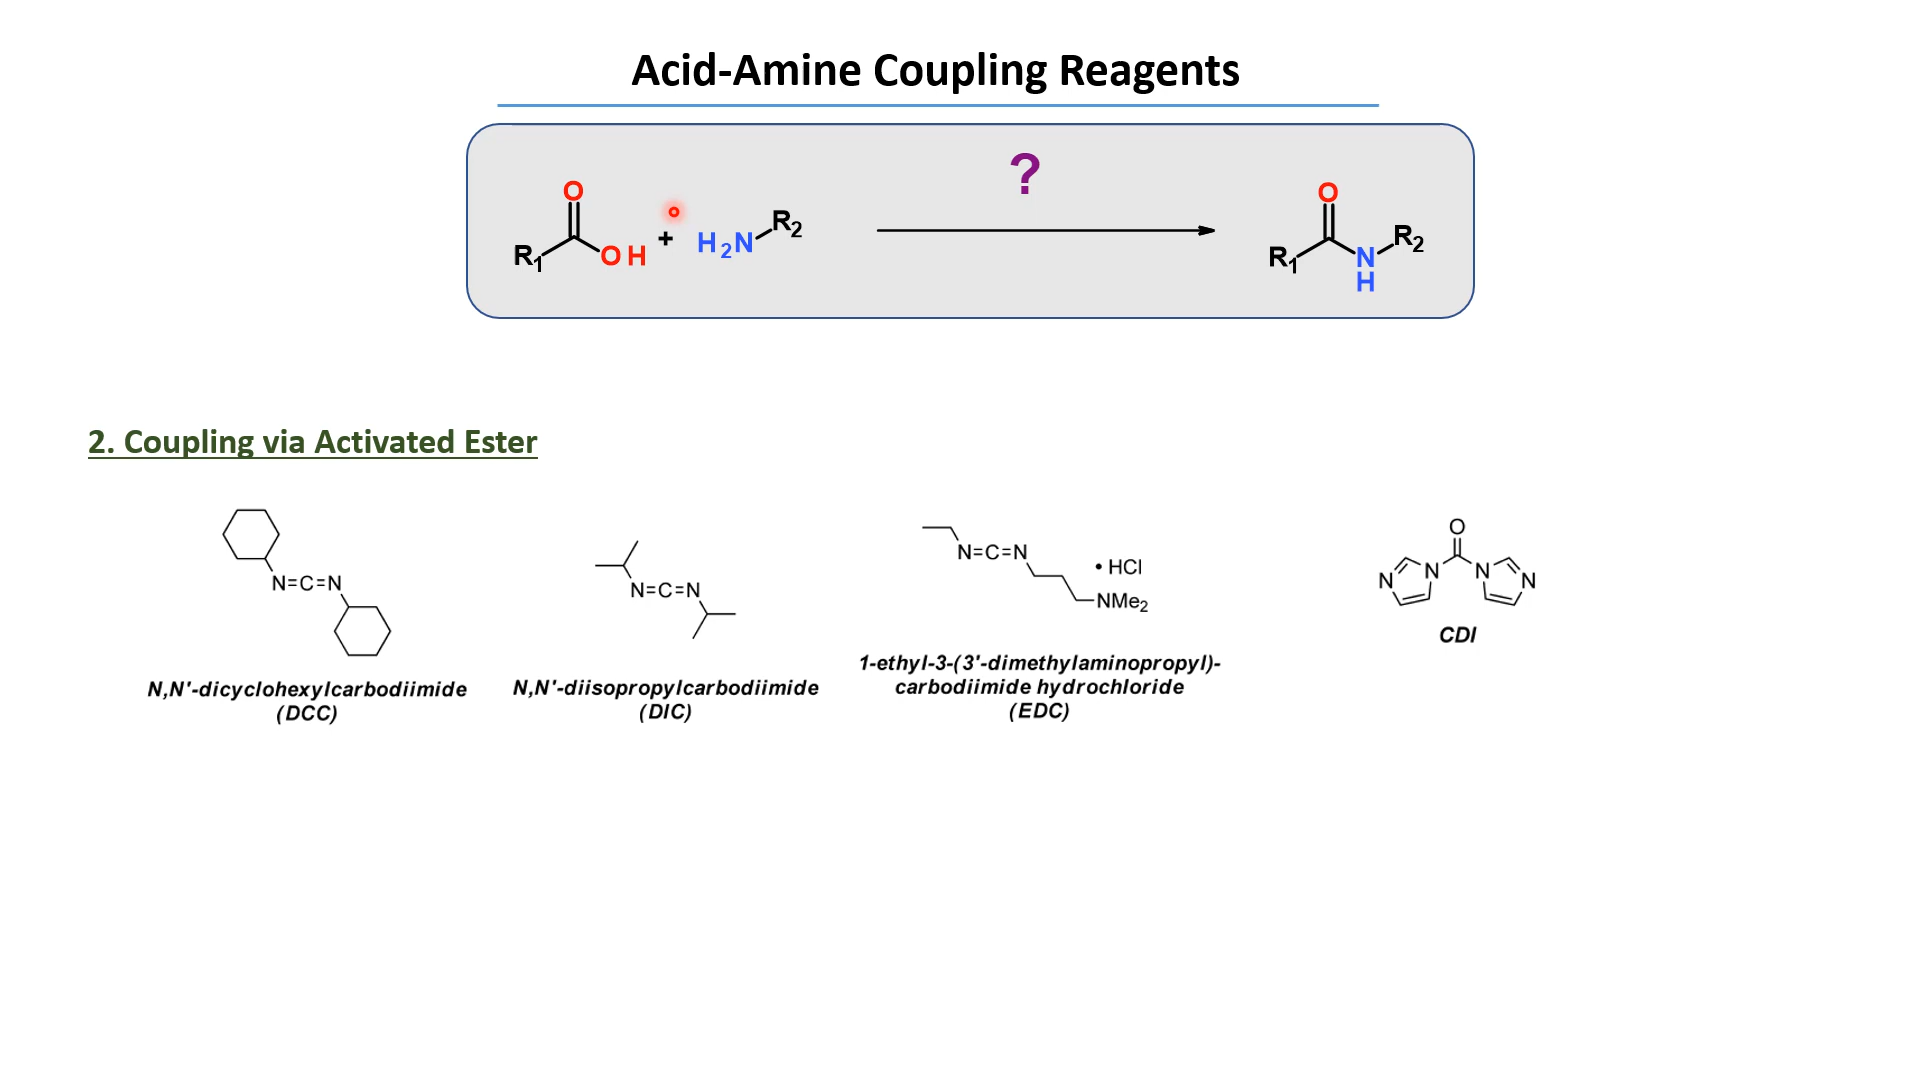 Acid-Amine Coupling Reagents
?
O
R1
OH
+
H2N
R2
O
R1
N
H
R2
2. Coupling via Activated Ester
N=C=N
N,N'-dicyclohexylcarbodiimide
(DCC)
N=C=N
N,N'-diisopropylcarbodiimide
(DIC)
N=C=N
• HCl
NMe2
1-ethyl-3-(3'-dimethylaminopropyl)-
carbodiimide hydrochloride
(EDC)
O
N
N
N
N
CDI